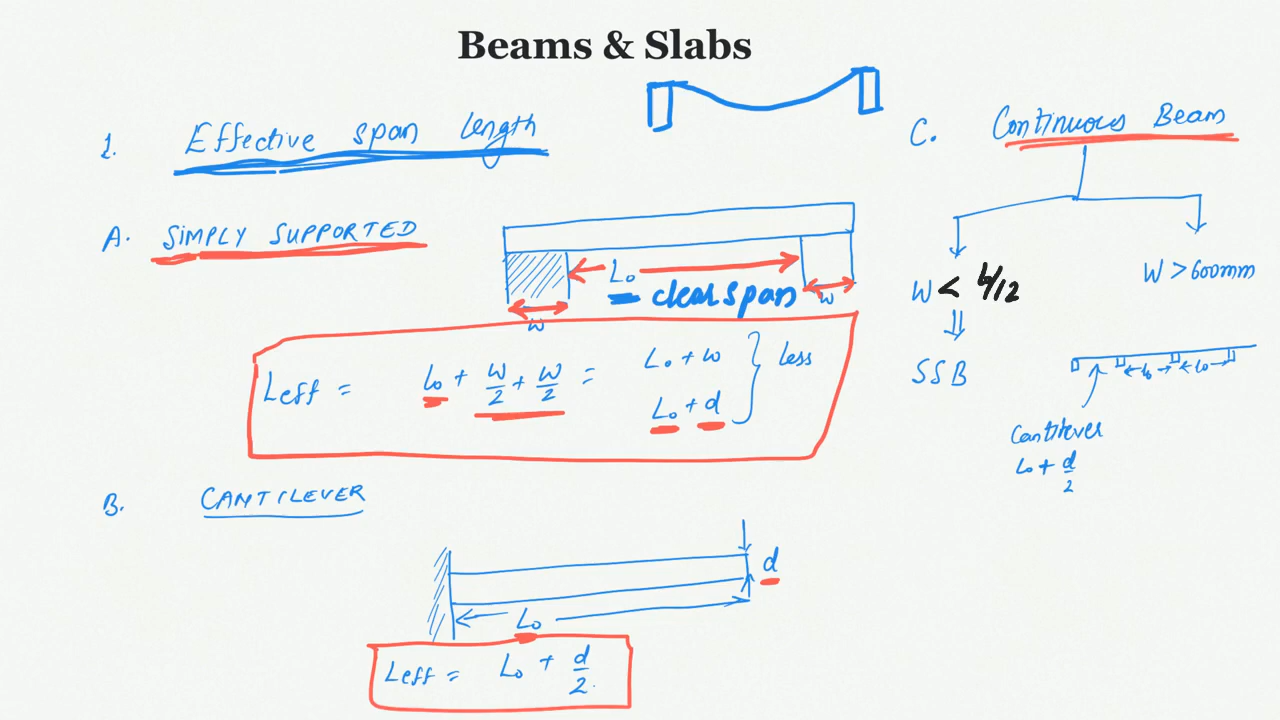 Beams & Slabs
1. Effective span length
A. SIMPLY SUPPORTED
L₀
clear span
w
w
Leff = L₀ + w/2 + w/2 = L₀ + w
L₀ + d
} less
B. CANTILEVER
d
L₀
Leff = L₀ + d/2
C. Continuous Beam
W < L₀/12
⇓
SSB
W > 600mm
L₀ L₀
Cantilever
L₀ + d/2